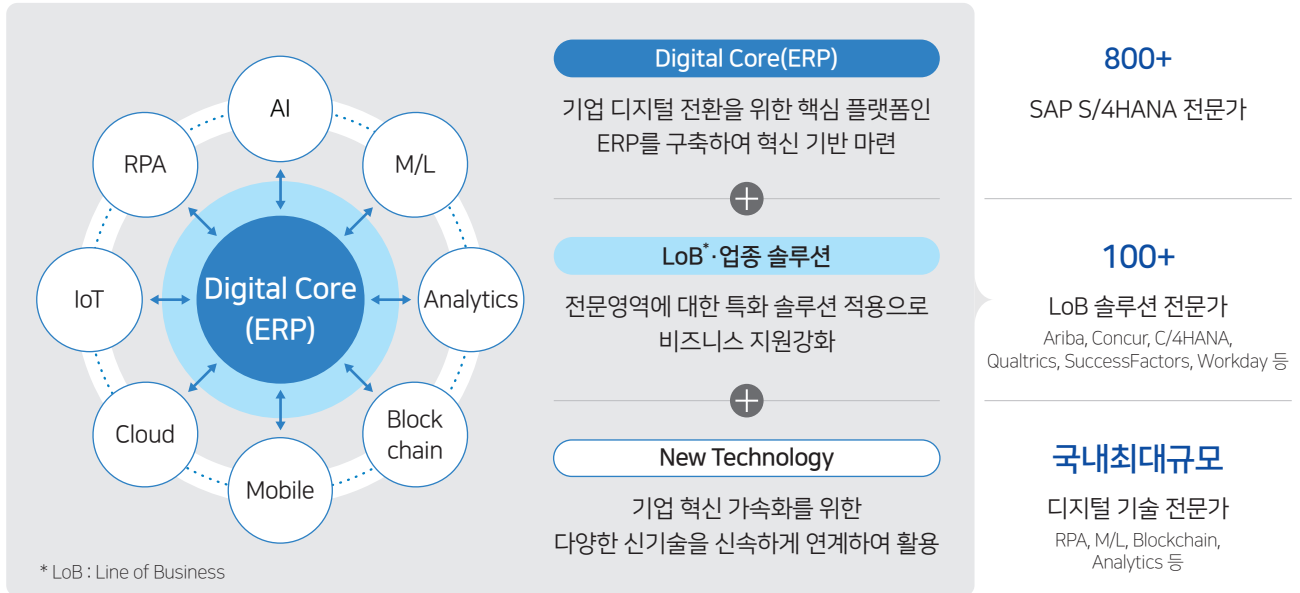 AI
RPA
M/L
IoT
Digital Core
(ERP)
Analytics
Cloud
Block
chain
Mobile
* LoB : Line of Business
Digital Core(ERP)
기업 디지털 전환을 위한 핵심 플랫폼인
ERP를 구축하여 혁신 기반 마련
LoB*·업종 솔루션
전문영역에 대한 특화 솔루션 적용으로
비즈니스 지원강화
New Technology
기업 혁신 가속화를 위한
다양한 신기술을 신속하게 연계하여 활용
800+
SAP S/4HANA 전문가
100+
LoB 솔루션 전문가
Ariba, Concur, C/4HANA,
Qualtrics, SuccessFactors, Workday 등
국내최대규모
디지털 기술 전문가
RPA, M/L, Blockchain,
Analytics 등